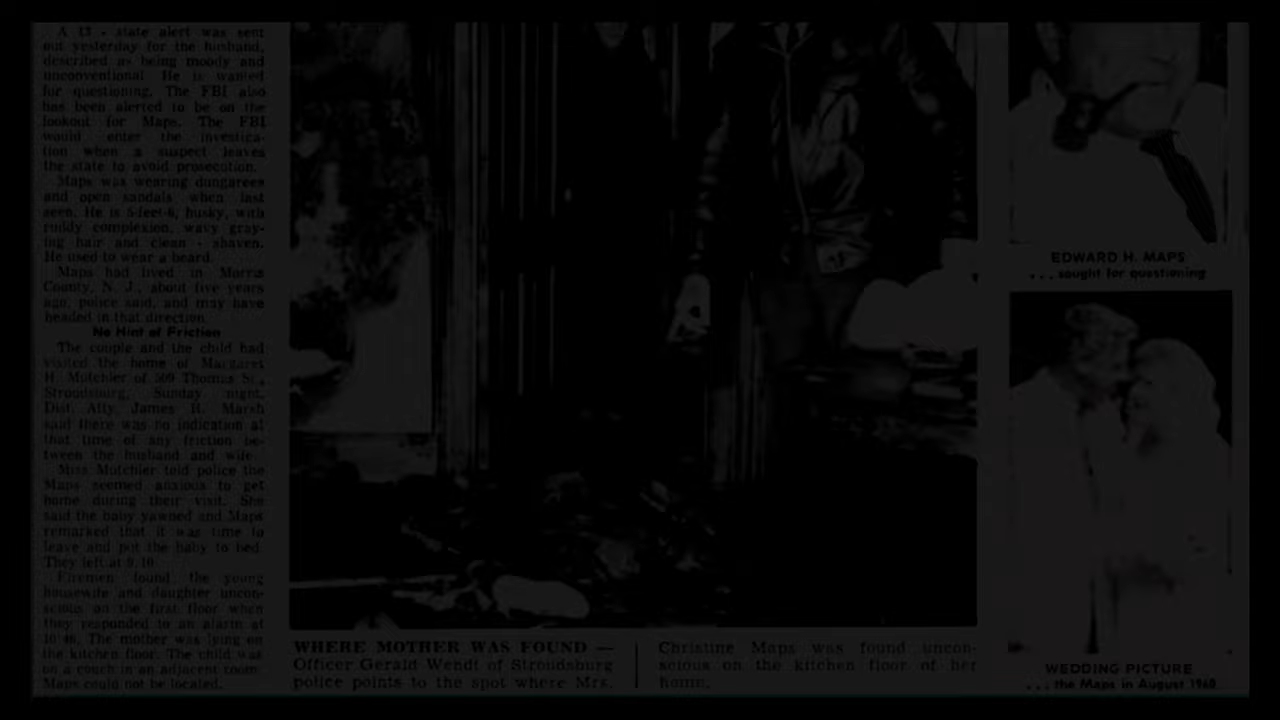 A 13 - state alert was sent
out yesterday for the husband,
described as being moody and
unconventional. He is wanted
for questioning. The FBI also
has been alerted to be on the
lookout for Maps. The FBI
would enter the investiga-
tion when a suspect leaves
the state to avoid prosecution.
Maps was wearing dungarees
and open sandals when last
seen. He is 5-feet-8, husky, with
ruddy complexion, wavy gray-
ing hair and clean - shaven.
He used to wear a beard.
Maps had lived in Morris
County, N. J., about five years
ago, police said, and may have
headed in that direction.
No Hint of Friction
The couple and the child had
visited the home of Margaret
H. Mutchler of 509 Thomas St.,
Stroudsburg, Sunday night.
Dist. Atty. James R. Marsh
said there was no indication at
that time of any friction be-
tween the husband and wife.
Miss Mutchler told police the
Maps seemed anxious to get
home during their visit. She
said the baby yawned and Maps
remarked that it was time to
leave and put the baby to bed.
They left at 9:10.
Firemen found the young
housewife and daughter uncon-
scious on the first floor when
they responded to an alarm at
10:46. The mother was lying on
the kitchen floor. The child was
on a couch in an adjacent room.
Maps could not be located.
WHERE MOTHER WAS FOUND —
Officer Gerald Wendt of Stroudsburg
police points to the spot where Mrs.
Christine Maps was found uncon-
scious on the kitchen floor of her
home.
EDWARD H. MAPS
. . . sought for questioning
WEDDING PICTURE
. . . the Maps in August 1960